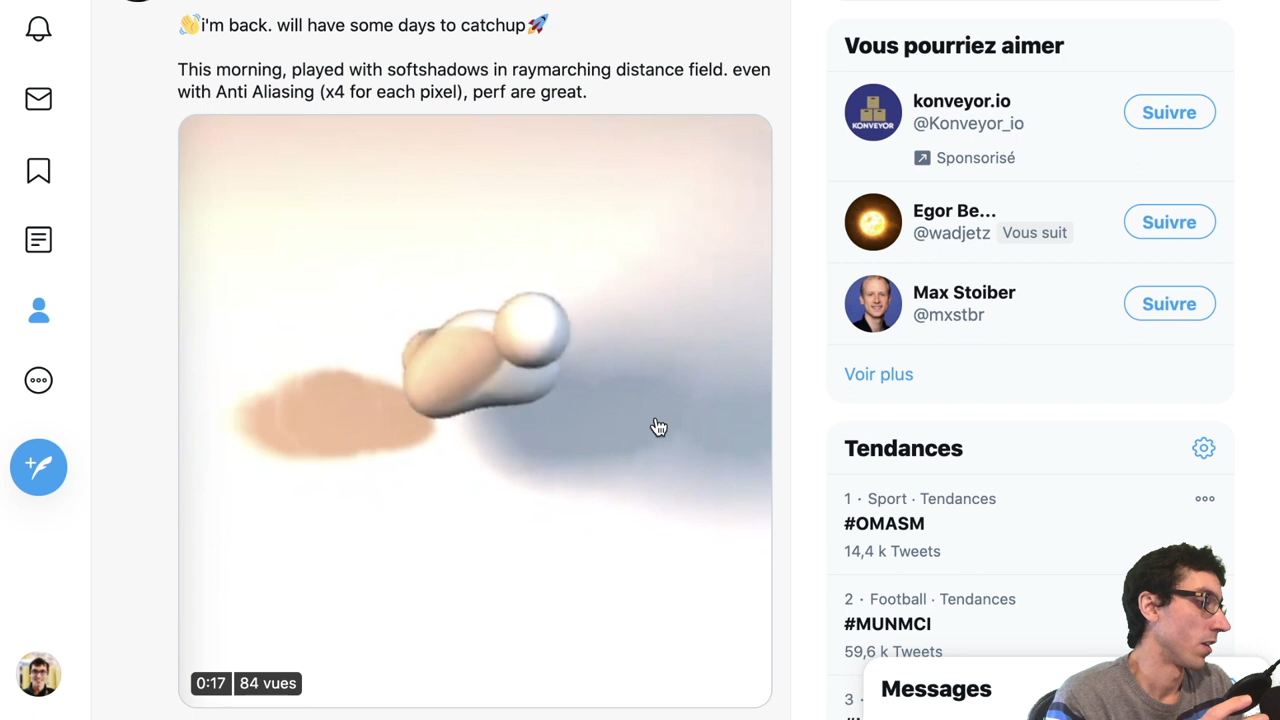 👋i'm back. will have some days to catchup🚀
This morning, played with softshadows in raymarching distance field. even
with Anti Aliasing (x4 for each pixel), perf are great.
0:17 84 vues
Vous pourriez aimer
KONVEYOR
konveyor.io
@Konveyor_io
Suivre
Sponsorisé
Egor Be...
@wadjetz Vous suit
Suivre
Max Stoiber
@mxstbr
Suivre
Voir plus
Tendances
1 · Sport · Tendances
#OMASM
14,4 k Tweets
2 · Football · Tendances
#MUNMCI
59,6 k Tweets
3 ·
Messages